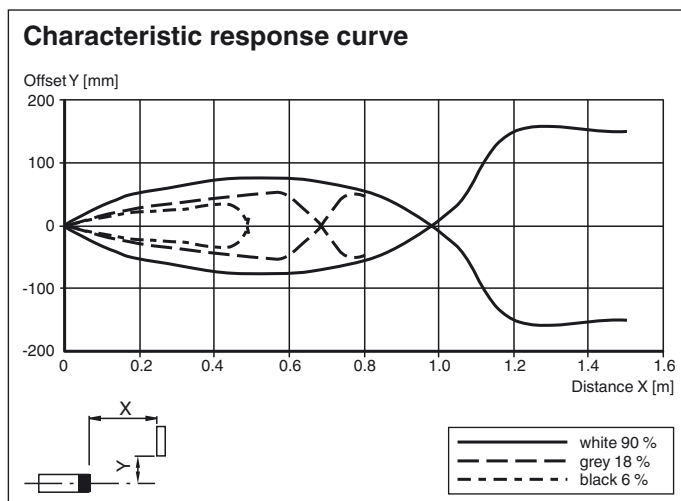 Characteristic response curve
Offset Y [mm]
200
100
0
-100
-200
0 0.2 0.4 0.6 0.8 1.0 1.2 1.4 1.6
Distance X [m]
X
Y
white 90 %
grey 18 %
black 6 %